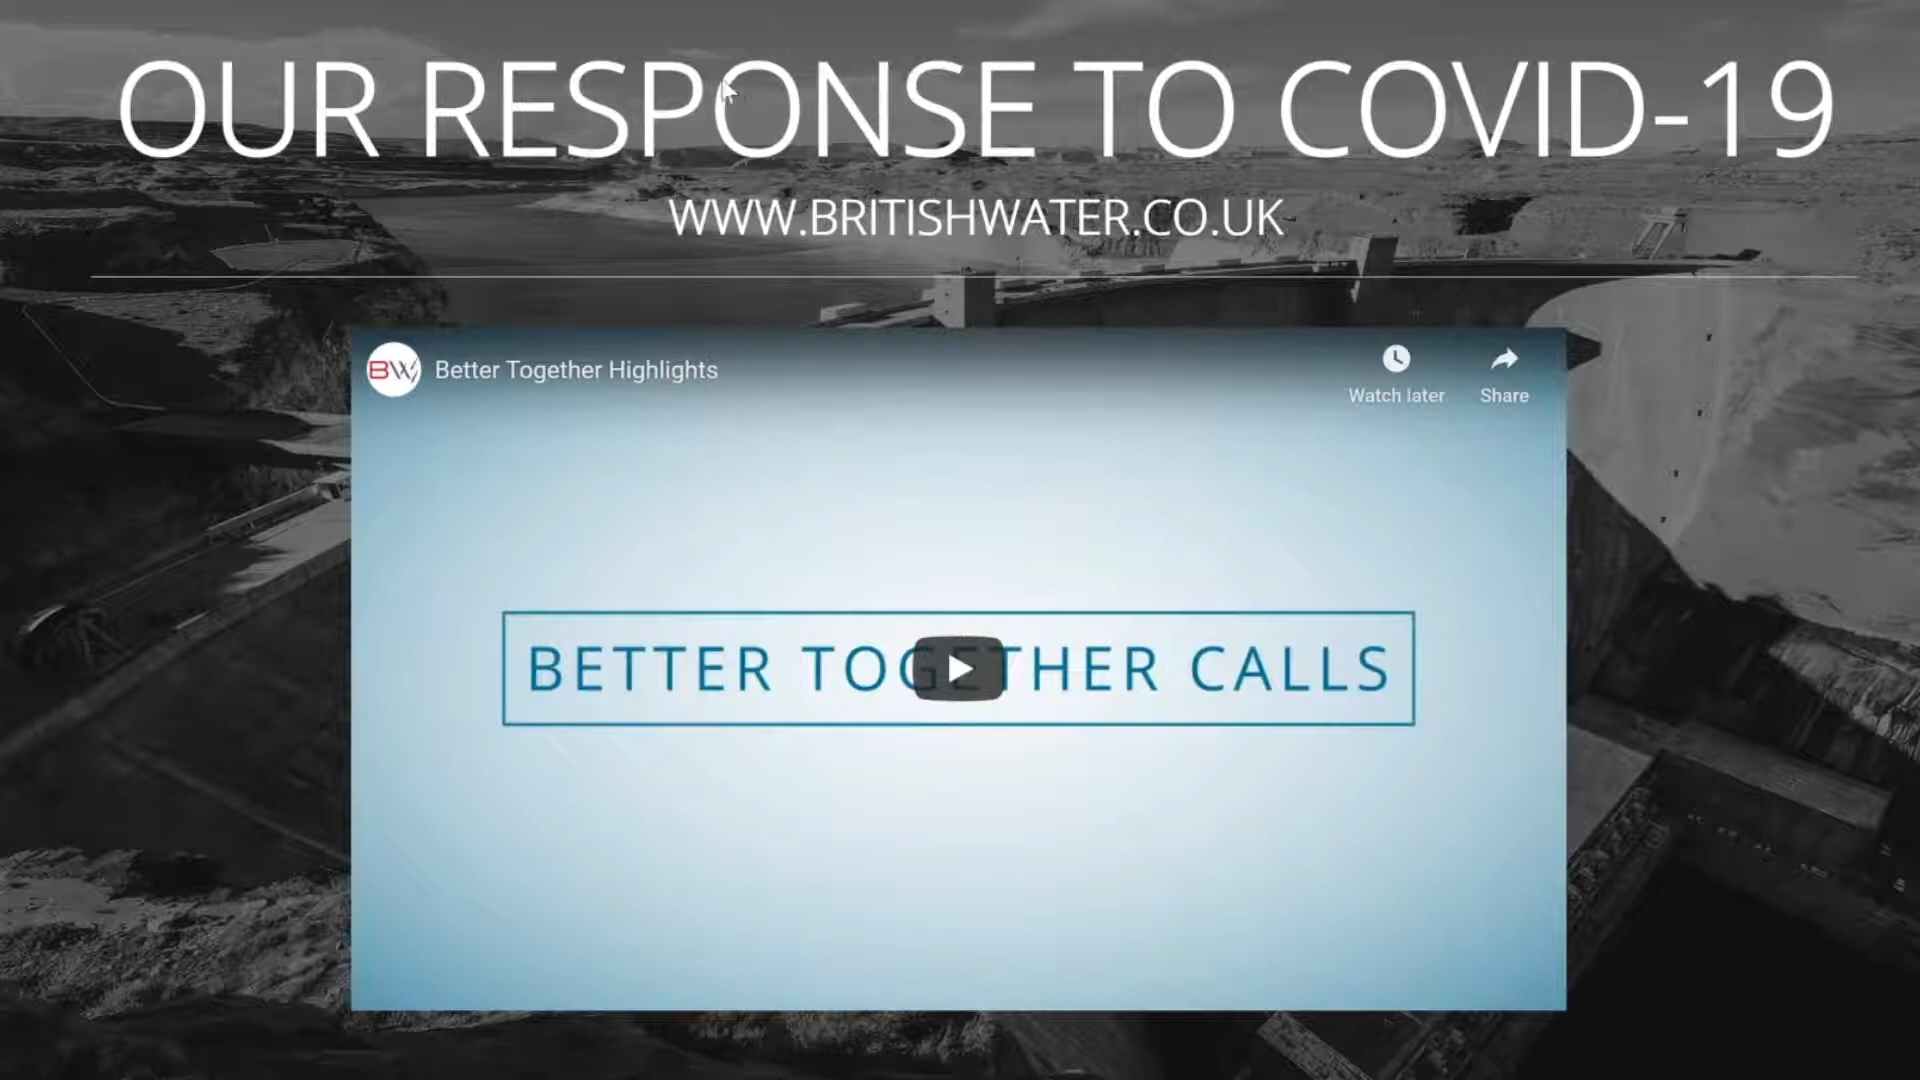 OUR RESPONSE TO COVID-19
WWW.BRITISHWATER.CO.UK
BW
Better Together Highlights
Watch later
Share
BETTER TOGETHER CALLS